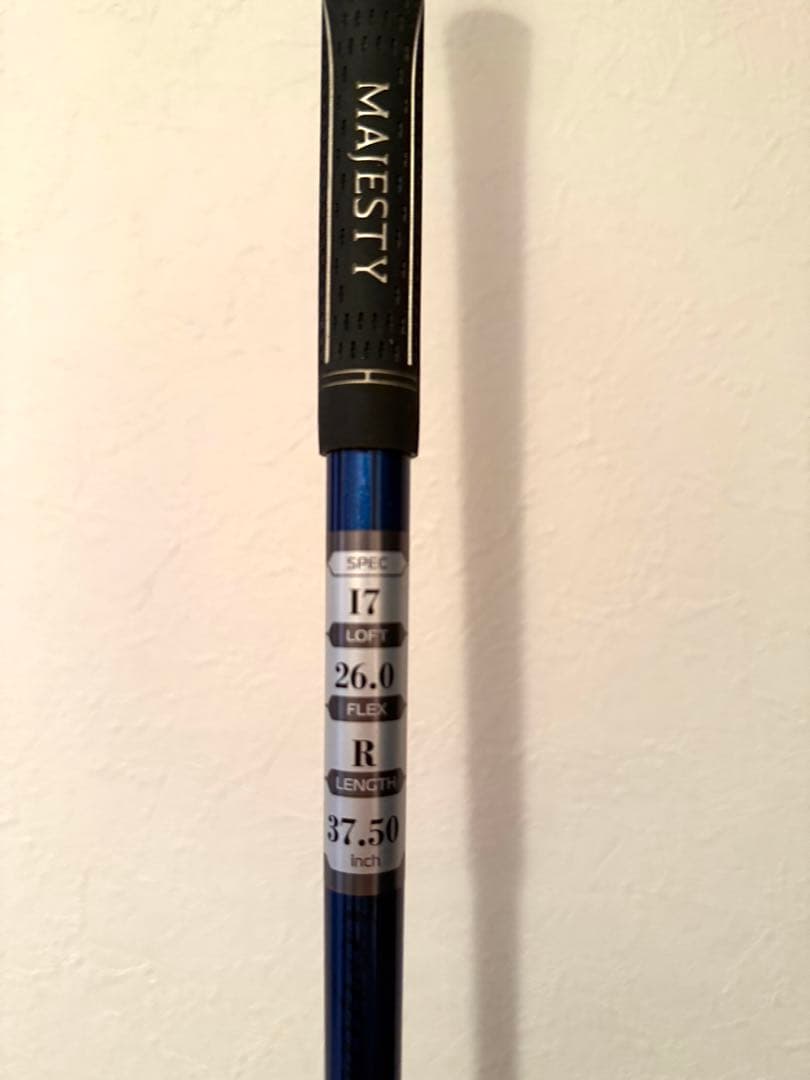 MAJESTY
SPEC
I7
LOFT
26.0
FLEX
R
LENGTH
37.50
inch